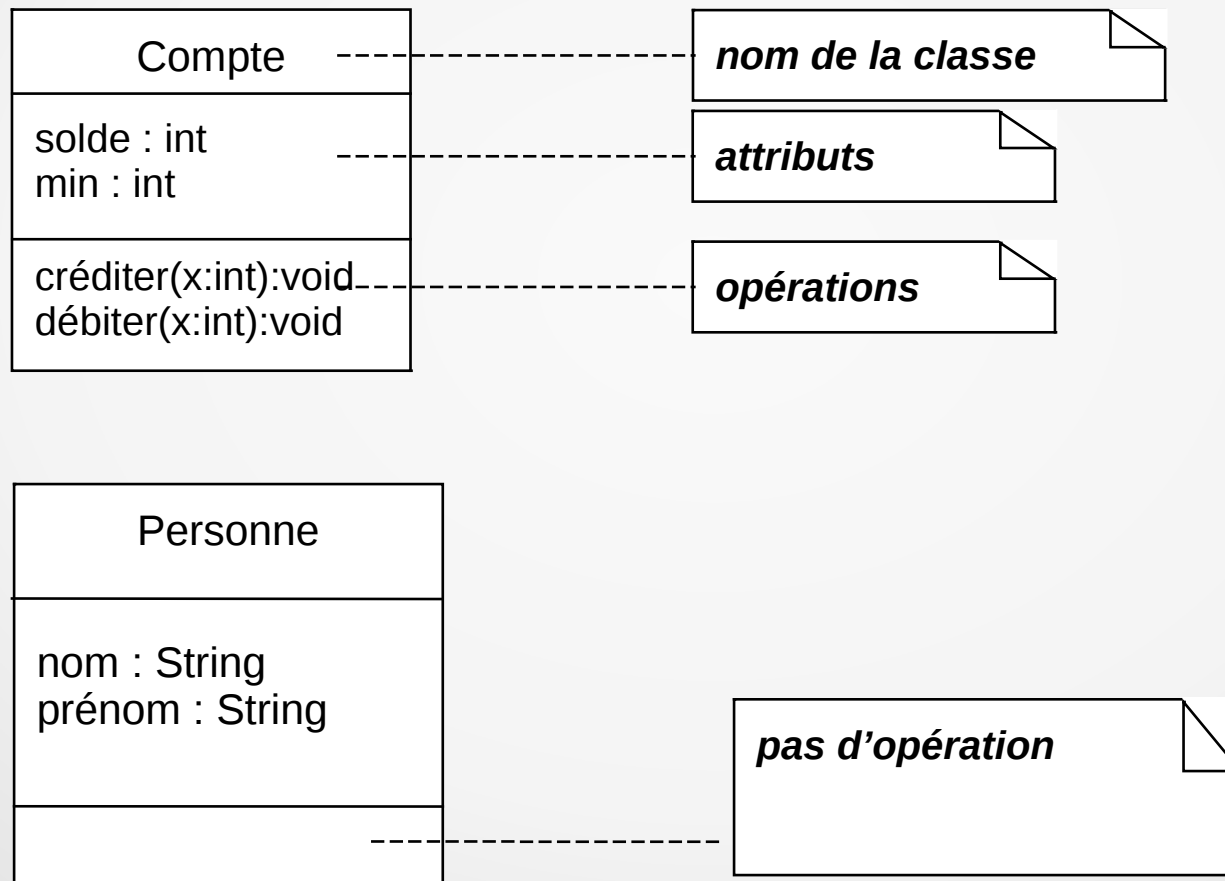 Compte
nom de la classe
solde : int
min : int
attributs
créditer(x:int):void
débiter(x:int):void
opérations
Personne
nom : String
prénom : String
pas d’opération